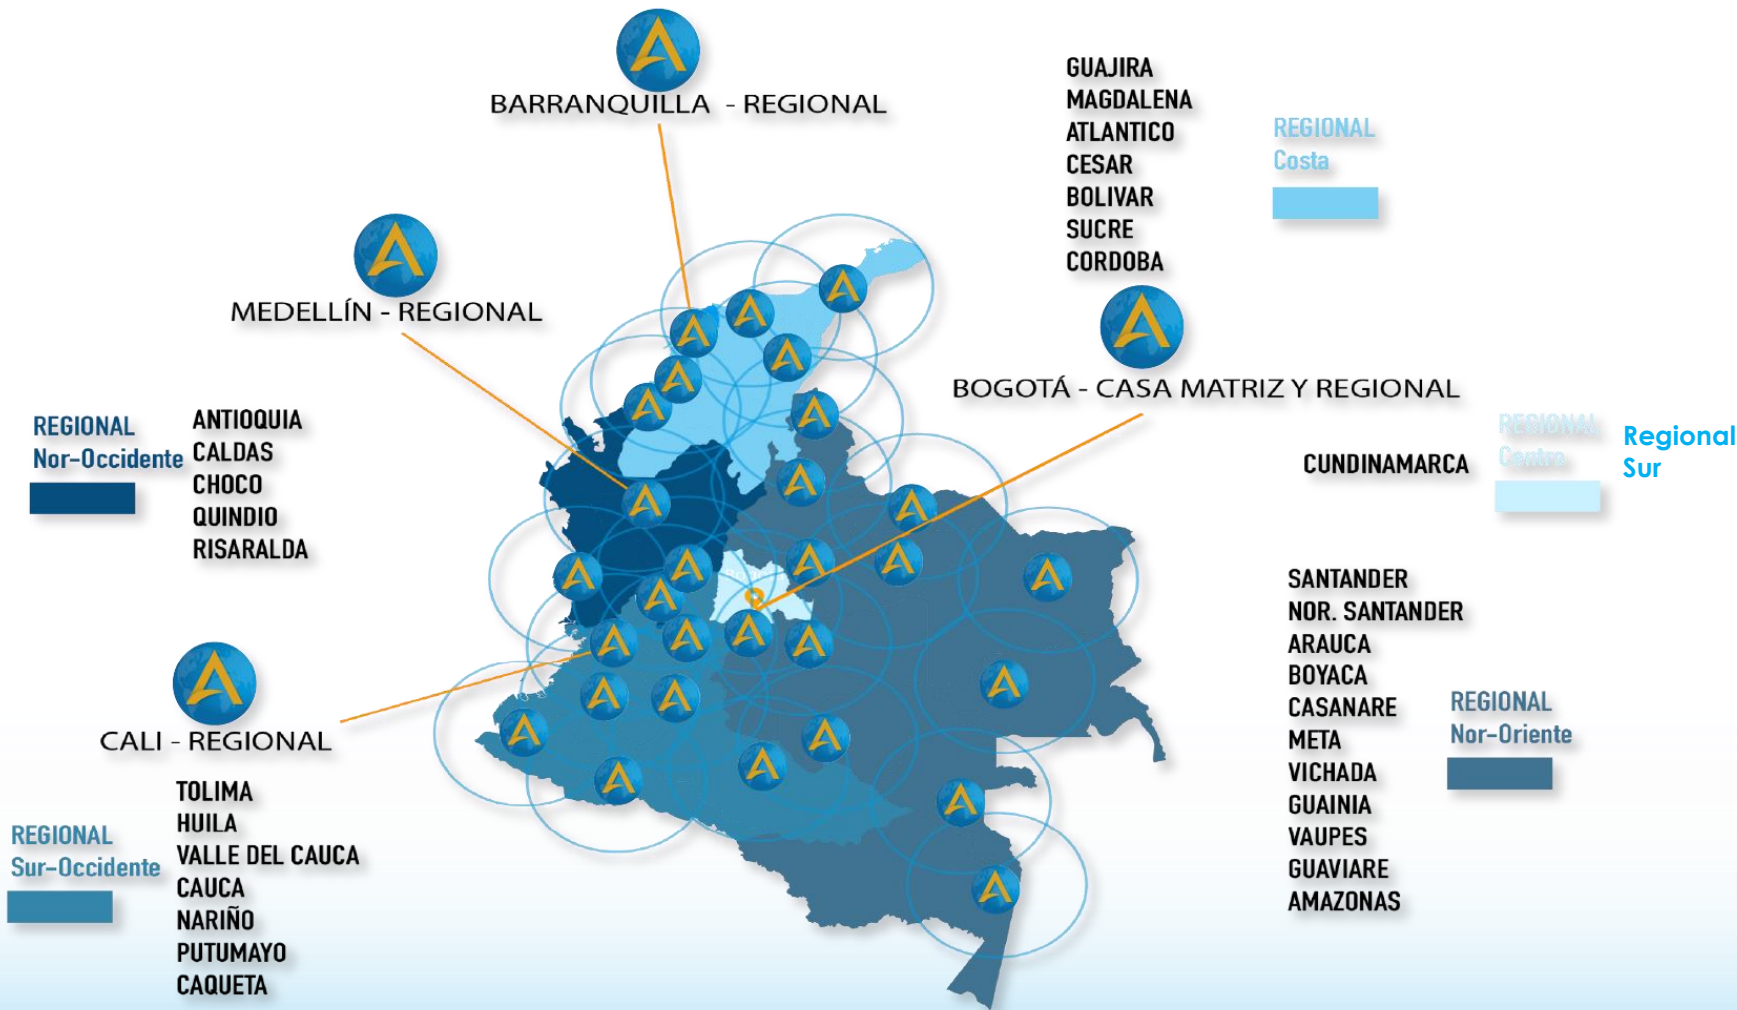 BARRANQUILLA - REGIONAL
GUAJIRA
MAGDALENA
ATLANTICO
CESAR
BOLIVAR
SUCRE
CORDOBA
REGIONAL
Costa
MEDELLÍN - REGIONAL
BOGOTÁ - CASA MATRIZ Y REGIONAL
REGIONAL
Nor-Occidente
ANTIOQUIA
CALDAS
CHOCO
QUINDIO
RISARALDA
CUNDINAMARCA
REGIONAL
Centro
Regional
Sur
SANTANDER
NOR. SANTANDER
ARAUCA
BOYACA
CASANARE
META
VICHADA
GUAINIA
VAUPES
GUAVIARE
AMAZONAS
REGIONAL
Nor-Oriente
CALI - REGIONAL
REGIONAL
Sur-Occidente
TOLIMA
HUILA
VALLE DEL CAUCA
CAUCA
NARIÑO
PUTUMAYO
CAQUETA